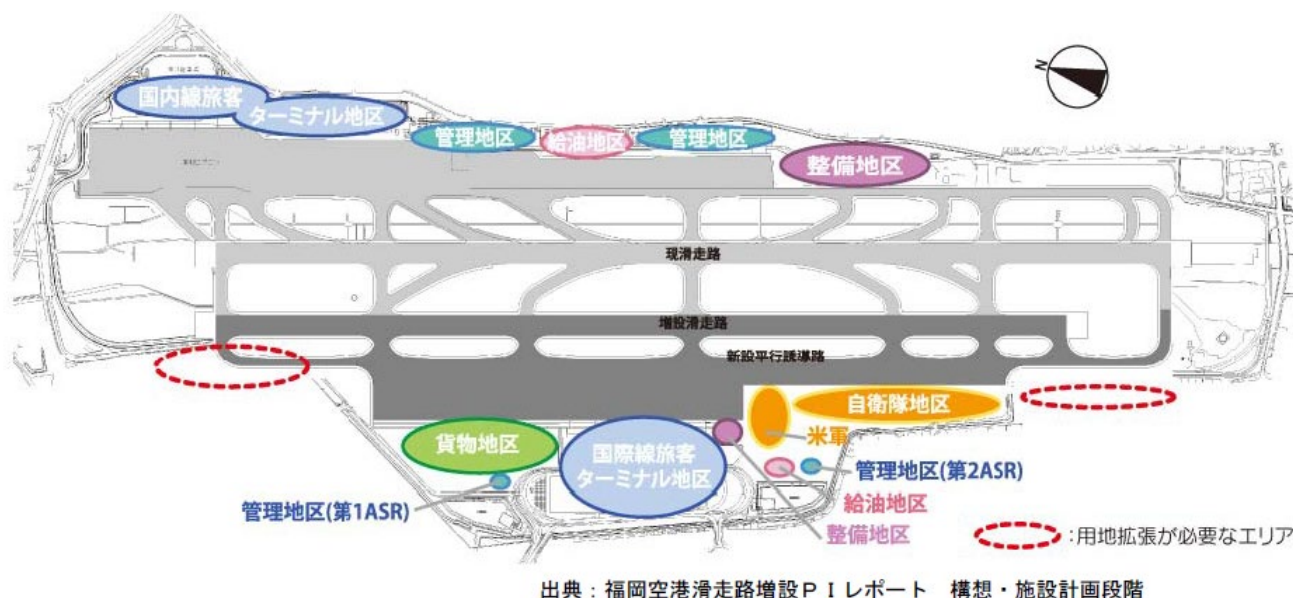 N
国内線旅客
ターミナル地区
管理地区
給油地区
管理地区
整備地区
現滑走路
増設滑走路
新設平行誘導路
自衛隊地区
米軍
貨物地区
国際線旅客
ターミナル地区
管理地区(第2ASR)
管理地区(第1ASR)
給油地区
整備地区
:用地拡張が必要なエリア
出典:福岡空港滑走路増設PIレポート 構想・施設計画段階